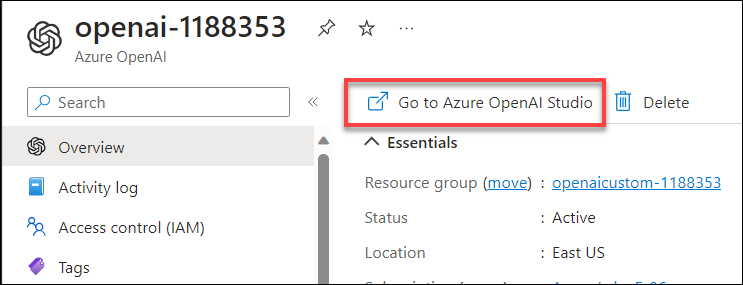 openai-1188353
Azure OpenAI
Search
Go to Azure OpenAI Studio
Delete
Overview
Activity log
Access control (IAM)
Tags
Essentials
Resource group (move) : openaicustom-1188353
Status : Active
Location : East US